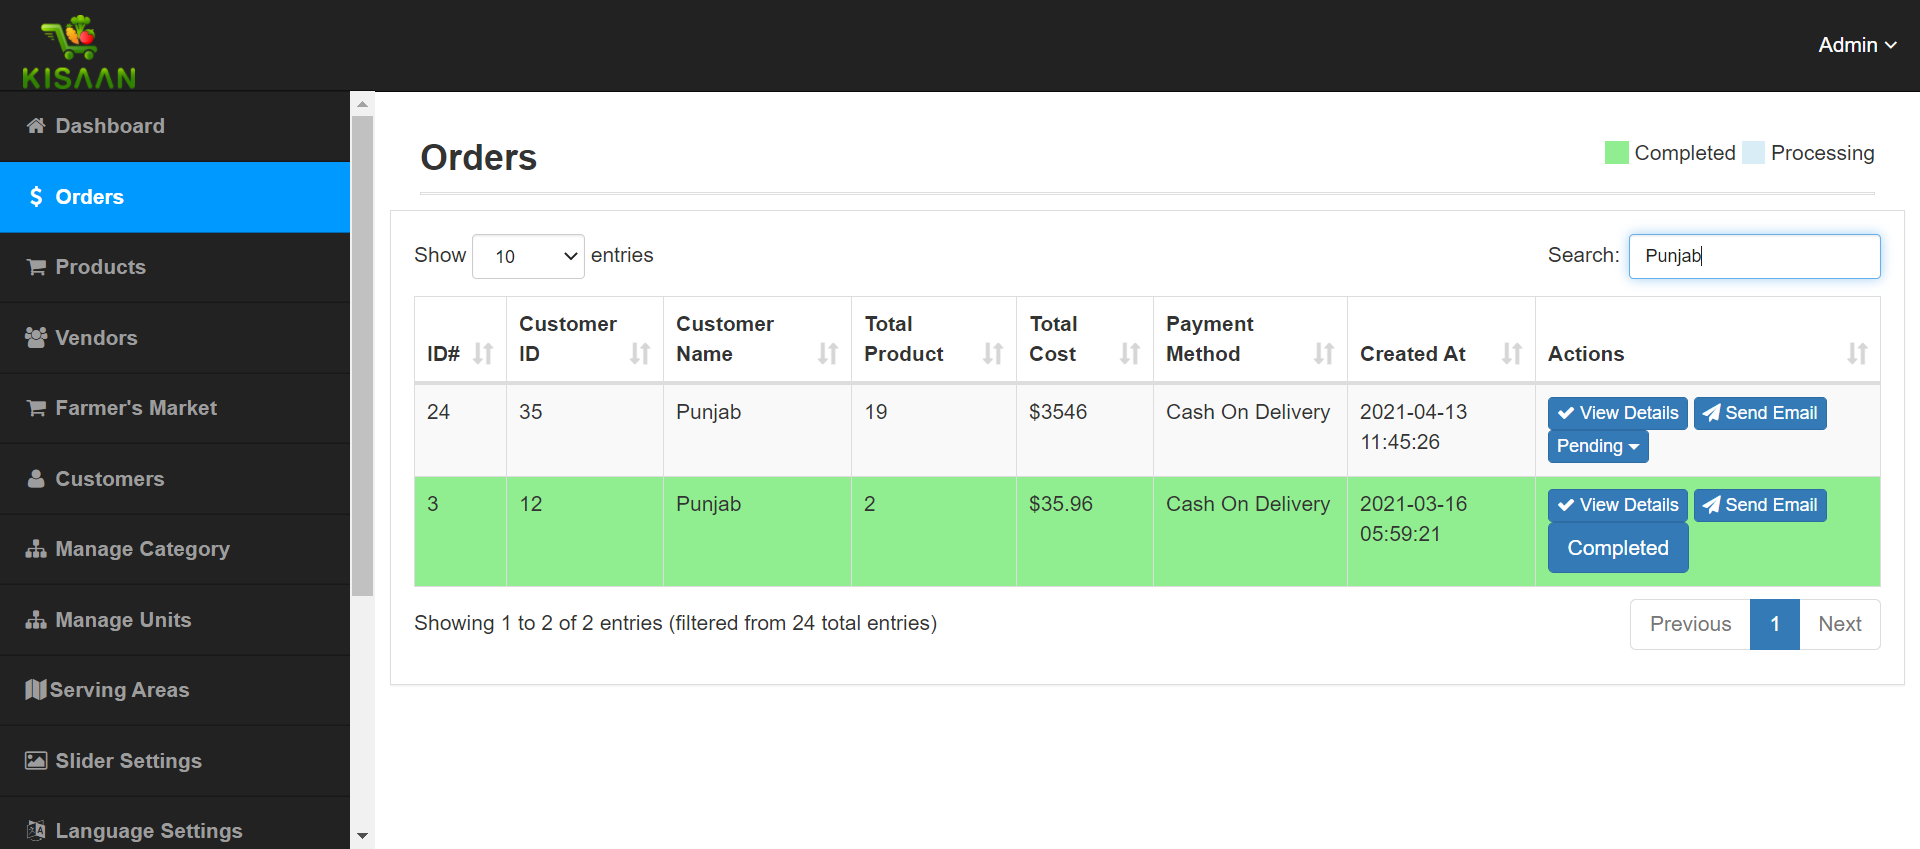 KISAAN
Admin
Dashboard
Orders
Products
Vendors
Farmer's Market
Customers
Manage Category
Manage Units
Serving Areas
Slider Settings
Language Settings
Orders
Completed Processing
Show 10 entries
Search: Punjab
ID# Customer ID Customer Name Total Product Total Cost Payment Method Created At Actions
24 35 Punjab 19 $3546 Cash On Delivery 2021-04-13 11:45:26 View Details Send Email Pending
3 12 Punjab 2 $35.96 Cash On Delivery 2021-03-16 05:59:21 View Details Send Email Completed
Showing 1 to 2 of 2 entries (filtered from 24 total entries)
Previous 1 Next